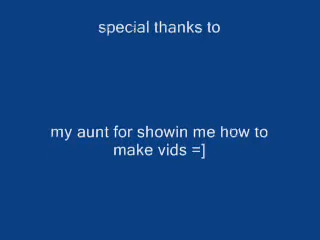 special thanks to
my aunt for showin me how to
make vids =]